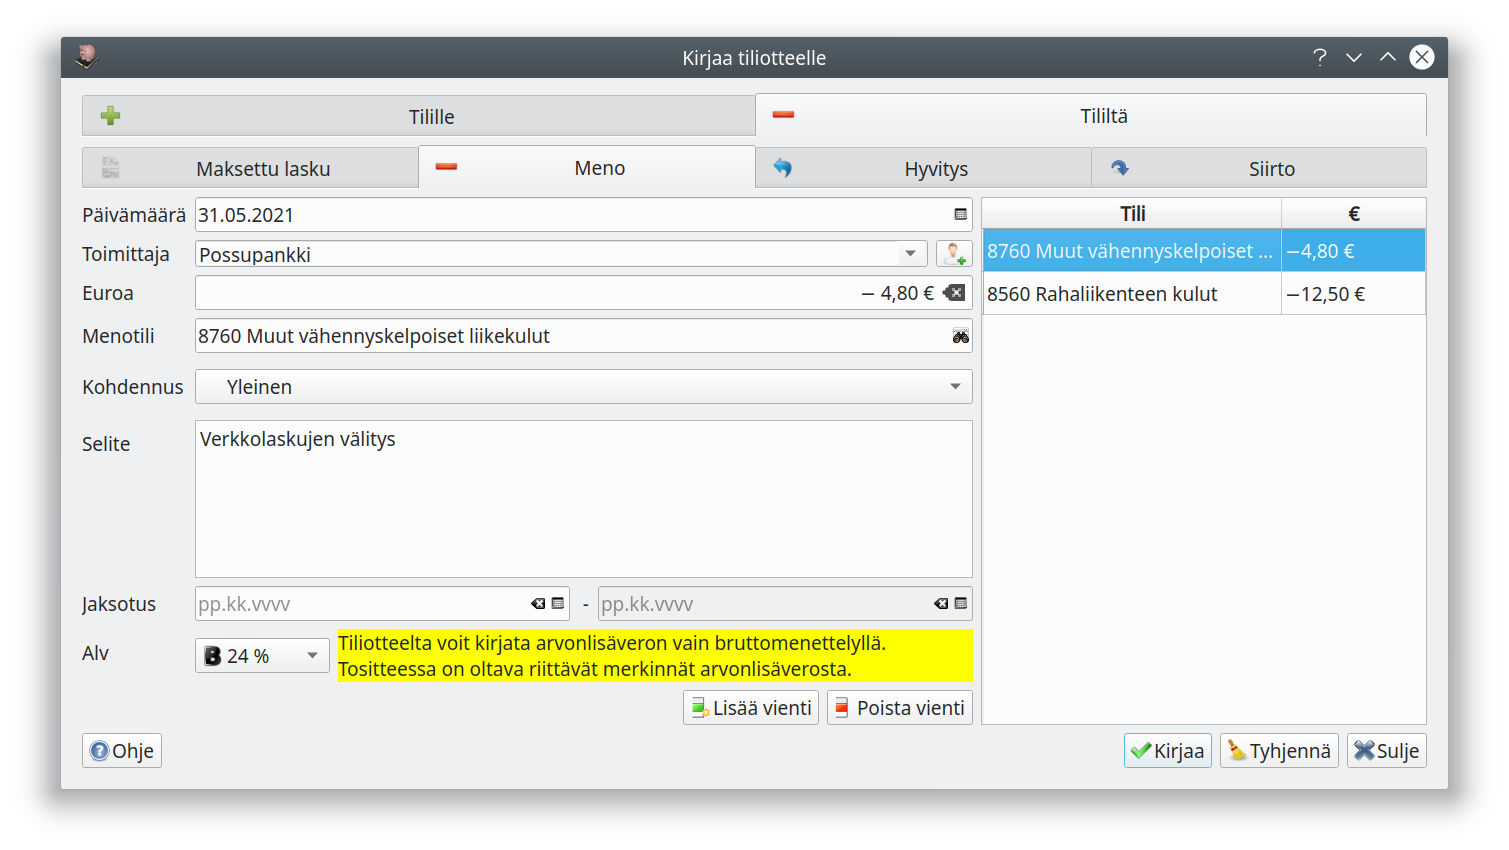 Kirjaa tiliotteelle
Tilille
Tililtä
Maksettu lasku
Meno
Hyvitys
Siirto
Päivämäärä
31.05.2021
Toimittaja
Possupankki
Euroa
− 4,80 €
Menotili
8760 Muut vähennyskelpoiset liikekulut
Kohdennus
Yleinen
Selite
Verkkolaskujen välitys
Jaksotus
pp.kk.vvvv
-
pp.kk.vvvv
Alv
B 24 %
Tiliotteelta voit kirjata arvonlisäveron vain bruttomenettelyllä.
Tositteessa on oltava riittävät merkinnät arvonlisäverosta.
Lisää vienti
Poista vienti
Tili
€
8760 Muut vähennyskelpoiset ...
−4,80 €
8560 Rahaliikenteen kulut
−12,50 €
Ohje
Kirjaa
Tyhjennä
Sulje